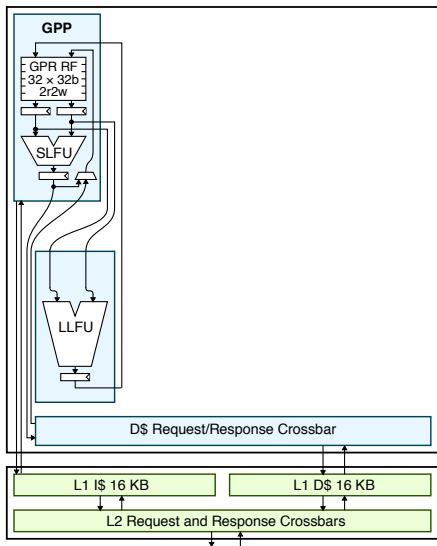 GPP
GPR RF
32 × 32b
2r2w
SLFU
LLFU
D$ Request/Response Crossbar
L1 I$ 16 KB
L1 D$ 16 KB
L2 Request and Response Crossbars